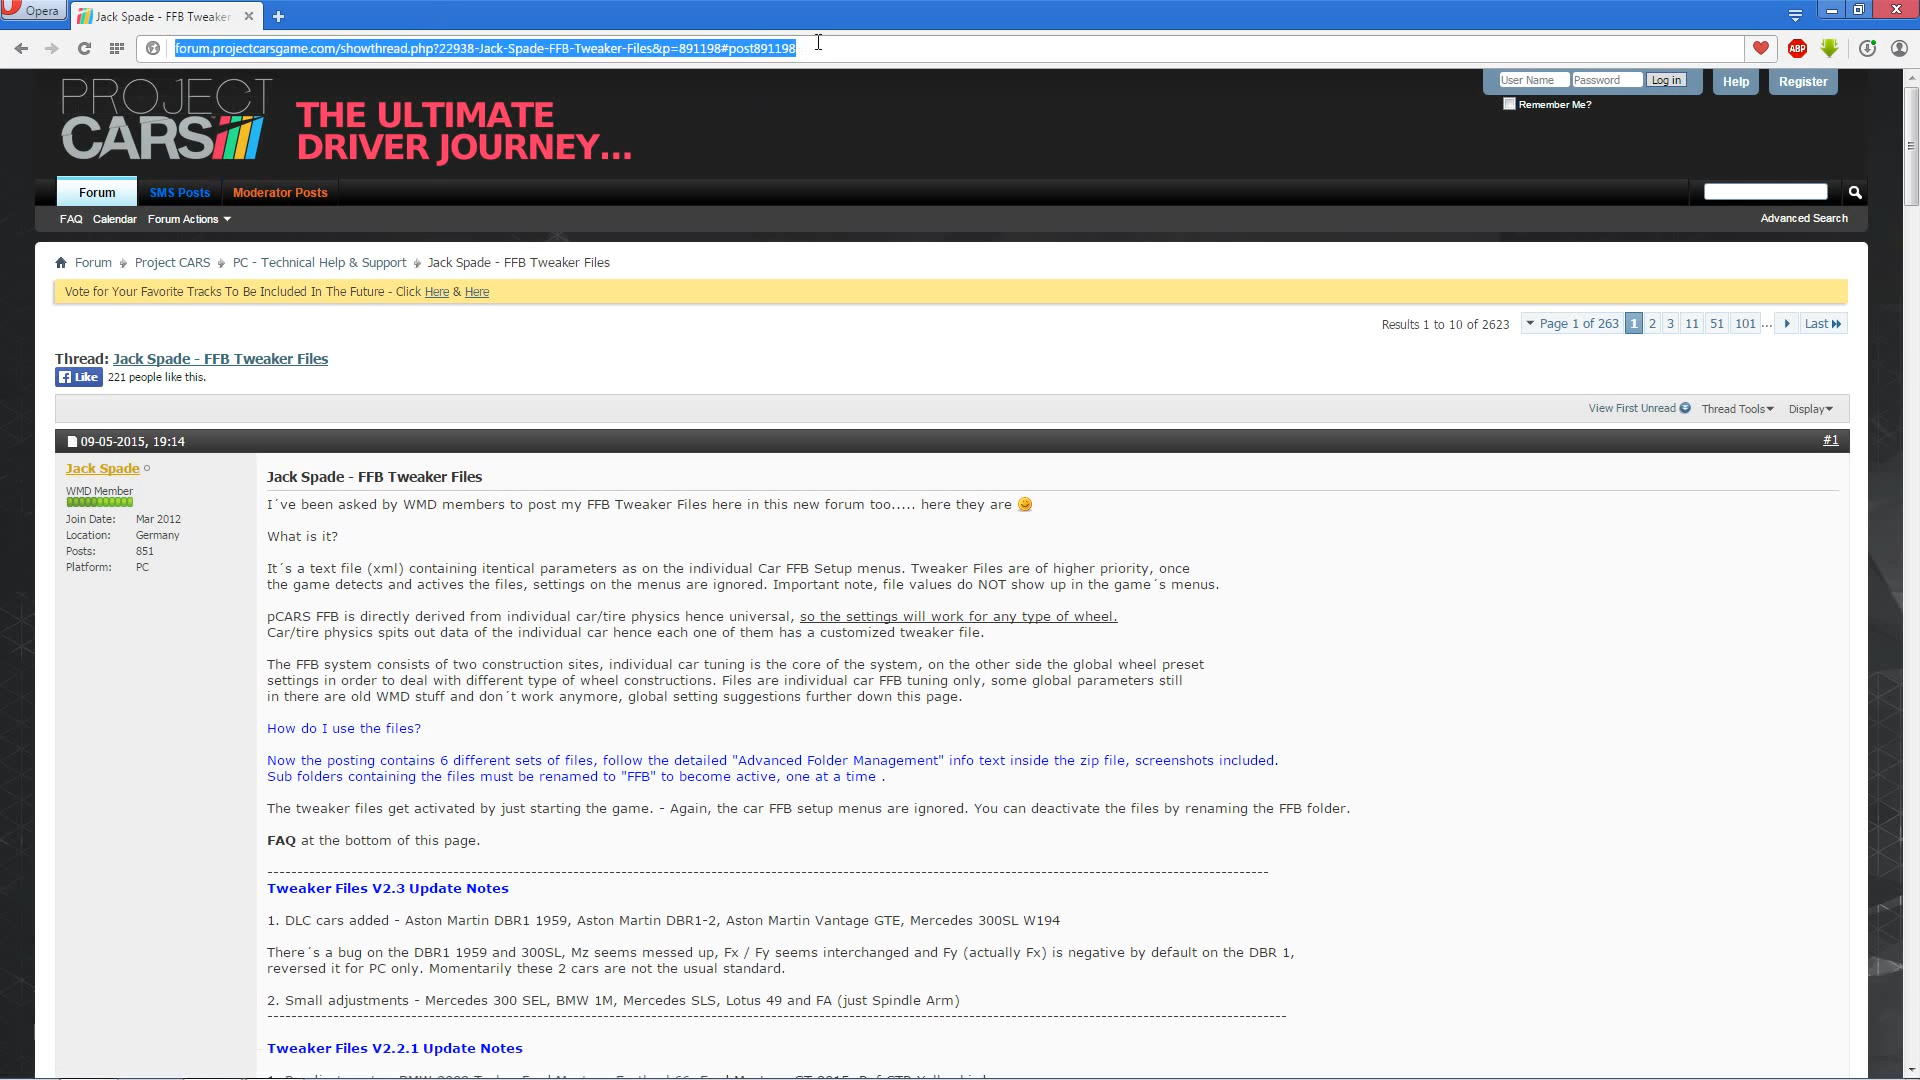 Opera
Jack Spade - FFB Tweaker
forum.projectcarsgame.com/showthread.php?22938-Jack-Spade-FFB-Tweaker-Files&p=891198#post891198
ABP
PROJECT
CARS
THE ULTIMATE
DRIVER JOURNEY...
User Name
Password
Log in
Help
Register
Remember Me?
Forum
SMS Posts
Moderator Posts
FAQ Calendar Forum Actions
Advanced Search
Forum Project CARS PC - Technical Help & Support Jack Spade - FFB Tweaker Files
Vote for Your Favorite Tracks To Be Included In The Future - Click Here & Here
Results 1 to 10 of 2623 Page 1 of 263 1 2 3 11 51 101 ... Last
Thread: Jack Spade - FFB Tweaker Files
Like 221 people like this.
View First Unread Thread Tools Display
09-05-2015, 19:14 #1
Jack Spade
WMD Member
Join Date: Mar 2012
Location: Germany
Posts: 851
Platform: PC
Jack Spade - FFB Tweaker Files
I´ve been asked by WMD members to post my FFB Tweaker Files here in this new forum too..... here they are
What is it?
It´s a text file (xml) containing itentical parameters as on the individual Car FFB Setup menus. Tweaker Files are of higher priority, once
the game detects and actives the files, settings on the menus are ignored. Important note, file values do NOT show up in the game´s menus.
pCARS FFB is directly derived from individual car/tire physics hence universal, so the settings will work for any type of wheel.
Car/tire physics spits out data of the individual car hence each one of them has a customized tweaker file.
The FFB system consists of two construction sites, individual car tuning is the core of the system, on the other side the global wheel preset
settings in order to deal with different type of wheel constructions. Files are individual car FFB tuning only, some global parameters still
in there are old WMD stuff and don´t work anymore, global setting suggestions further down this page.
How do I use the files?
Now the posting contains 6 different sets of files, follow the detailed "Advanced Folder Management" info text inside the zip file, screenshots included.
Sub folders containing the files must be renamed to "FFB" to become active, one at a time .
The tweaker files get activated by just starting the game. - Again, the car FFB setup menus are ignored. You can deactivate the files by renaming the FFB folder.
FAQ at the bottom of this page.
Tweaker Files V2.3 Update Notes
1. DLC cars added - Aston Martin DBR1 1959, Aston Martin DBR1-2, Aston Martin Vantage GTE, Mercedes 300SL W194
There´s a bug on the DBR1 1959 and 300SL, Mz seems messed up, Fx / Fy seems interchanged and Fy (actually Fx) is negative by default on the DBR 1,
reversed it for PC only. Momentarily these 2 cars are not the usual standard.
2. Small adjustments - Mercedes 300 SEL, BMW 1M, Mercedes SLS, Lotus 49 and FA (just Spindle Arm)
Tweaker Files V2.2.1 Update Notes